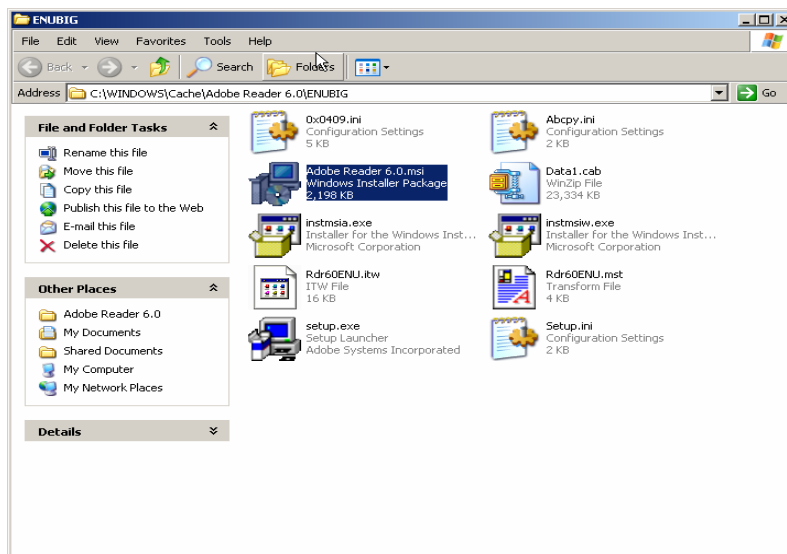 ENUBIG
File Edit View Favorites Tools Help
Back Search Folders
Address C:\WINDOWS\Cache\Adobe Reader 6.0\ENUBIG Go
File and Folder Tasks
Rename this file
Move this file
Copy this file
Publish this file to the Web
E-mail this file
Delete this file
Other Places
Adobe Reader 6.0
My Documents
Shared Documents
My Computer
My Network Places
Details
0x0409.ini
Configuration Settings
5 KB
Abcpy.ini
Configuration Settings
2 KB
Adobe Reader 6.0.msi
Windows Installer Package
2,198 KB
Data1.cab
WinZip File
23,334 KB
instmsia.exe
Installer for the Windows Inst...
Microsoft Corporation
instmsiw.exe
Installer for the Windows Inst...
Microsoft Corporation
Rdr60ENU.itw
ITW File
16 KB
Rdr60ENU.mst
Transform File
4 KB
setup.exe
Setup Launcher
Adobe Systems Incorporated
Setup.ini
Configuration Settings
2 KB